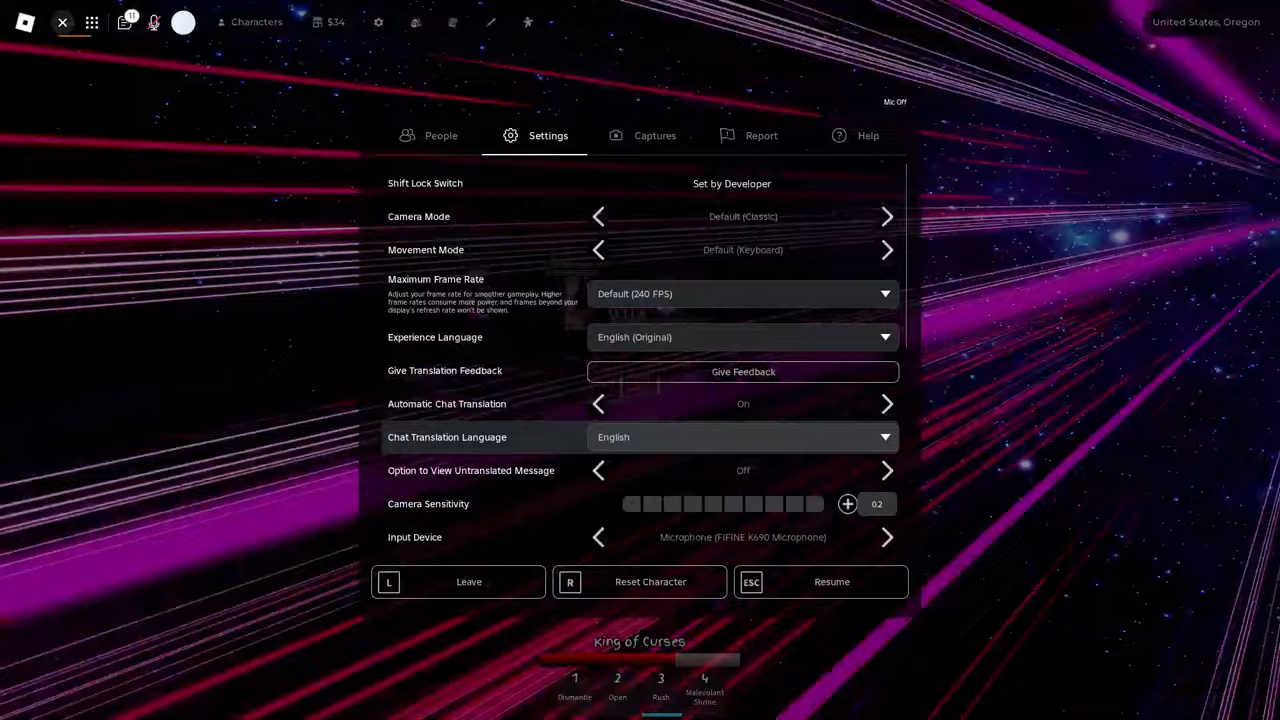 11
Characters
$34
United States, Oregon
Mic Off
People
Settings
Captures
Report
Help
Shift Lock Switch
Set by Developer
Camera Mode
Default (Classic)
Movement Mode
Default (Keyboard)
Maximum Frame Rate
Adjust your frame rate for smoother gameplay. Higher
frame rates consume more power, and frames beyond your
display's refresh rate won't be shown.
Default (240 FPS)
Experience Language
English (Original)
Give Translation Feedback
Give Feedback
Automatic Chat Translation
On
Chat Translation Language
English
Option to View Untranslated Message
Off
Camera Sensitivity
0.2
Input Device
Microphone (FIFINE K690 Microphone)
L
Leave
R
Reset Character
ESC
Resume
King of Curses
1
2
3
4
Dismantle
Open
Rush
Malevolant
Shrine